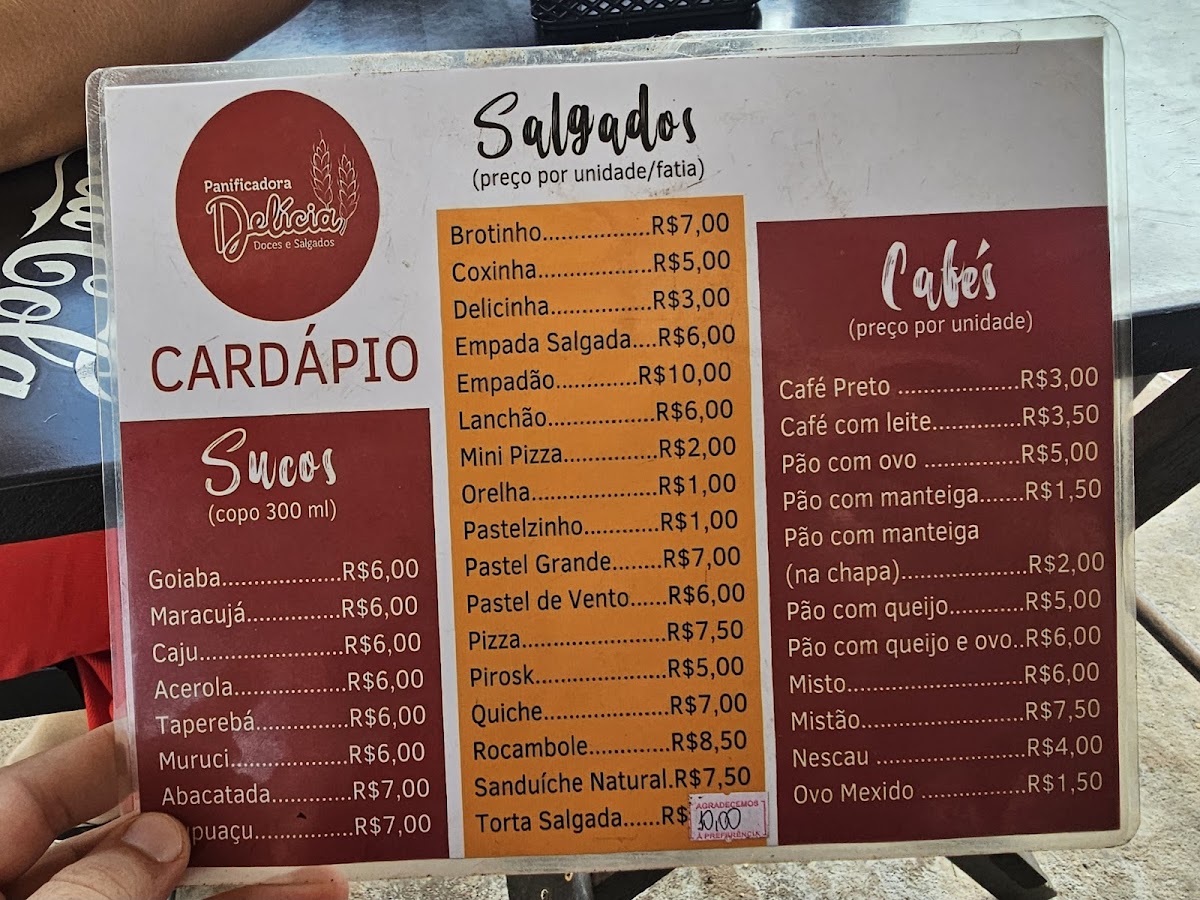 Panificadora
Delícia
Doces e Salgados
CARDÁPIO
Sucos
(copo 300 ml)
Goiaba....................R$6,00
Maracujá................R$6,00
Caju........................R$6,00
Acerola...................R$6,00
Taperebá................R$6,00
Muruci....................R$6,00
Abacatada.............R$7,00
upuaçu.................R$7,00
Salgados
(preço por unidade/fatia)
Brotinho.................R$7,00
Coxinha..................R$5,00
Delicinha................R$3,00
Empada Salgada....R$6,00
Empadão.............R$10,00
Lanchão.................R$6,00
Mini Pizza...............R$2,00
Orelha....................R$1,00
Pastelzinho............R$1,00
Pastel Grande........R$7,00
Pastel de Vento......R$6,00
Pizza.......................R$7,50
Pirosk.....................R$5,00
Quiche....................R$7,00
Rocambole.............R$8,50
Sanduíche Natural.R$7,50
Torta Salgada......R$
AGRADECEMOS
10,00
A PREFERÊNCIA
Cafés
(preço por unidade)
Café Preto ...................R$3,00
Café com leite..............R$3,50
Pão com ovo ...............R$5,00
Pão com manteiga.......R$1,50
Pão com manteiga
(na chapa)....................R$2,00
Pão com queijo............R$5,00
Pão com queijo e ovo..R$6,00
Misto............................R$6,00
Mistão..........................R$7,50
Nescau ........................R$4,00
Ovo Mexido .................R$1,50
Coca Cola